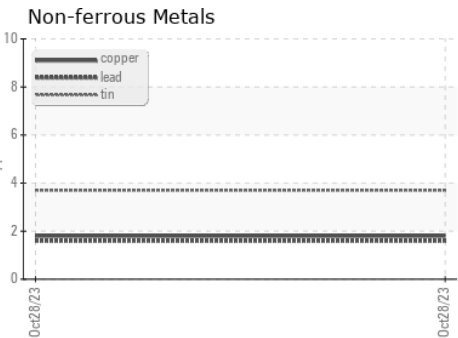 Non-ferrous Metals
10
copper
lead
tin
8
6
4
2
0
Oct28/23
Oct28/23